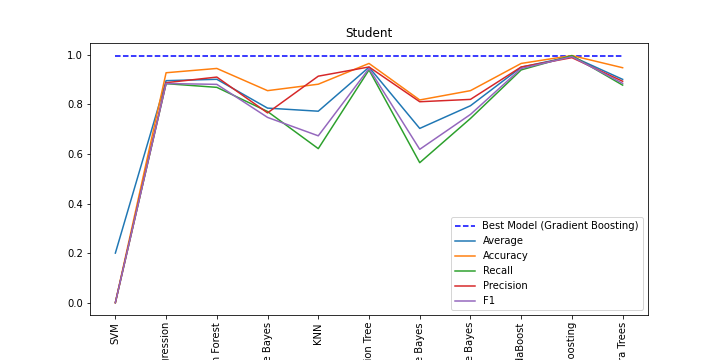 Student
1.0
0.8
0.6
0.4
0.2
0.0
Best Model (Gradient Boosting)
Average
Accuracy
Recall
Precision
F1
SVM
ression
Forest
Bayes
KNN
ion Tree
Bayes
Bayes
daBoost
oosting
ra Trees